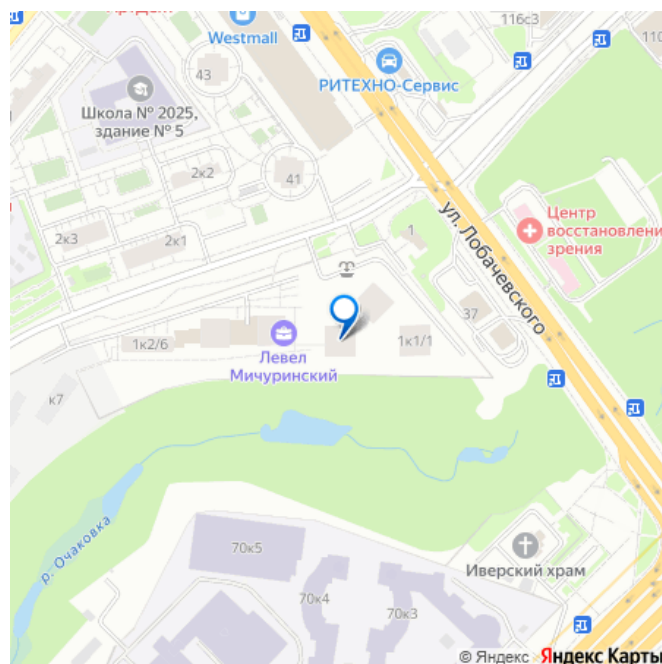 116с3
Westmall
110
43
РИТЕХНО-Сервис
Школа № 2025,
здание № 5
2к2
41
ул. Лобачевского
Центр
восстановлени
зрения
2к3
2к1
1
37
1к2/6
Левел
Мичуринский
1к1/1
к7
р. Очаковка
70к5
Иверский храм
70к4
70к3
© Яндекс Яндекс Карты